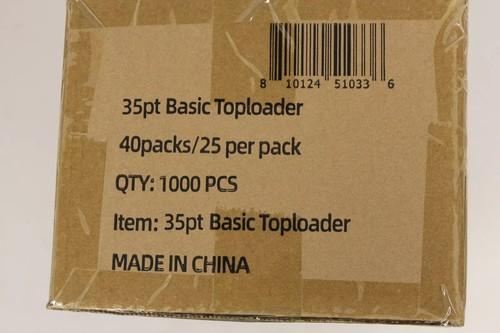 8 10124 51033 6
35pt Basic Toploader
40packs/25 per pack
QTY: 1000 PCS
Item: 35pt Basic Toploader
MADE IN CHINA